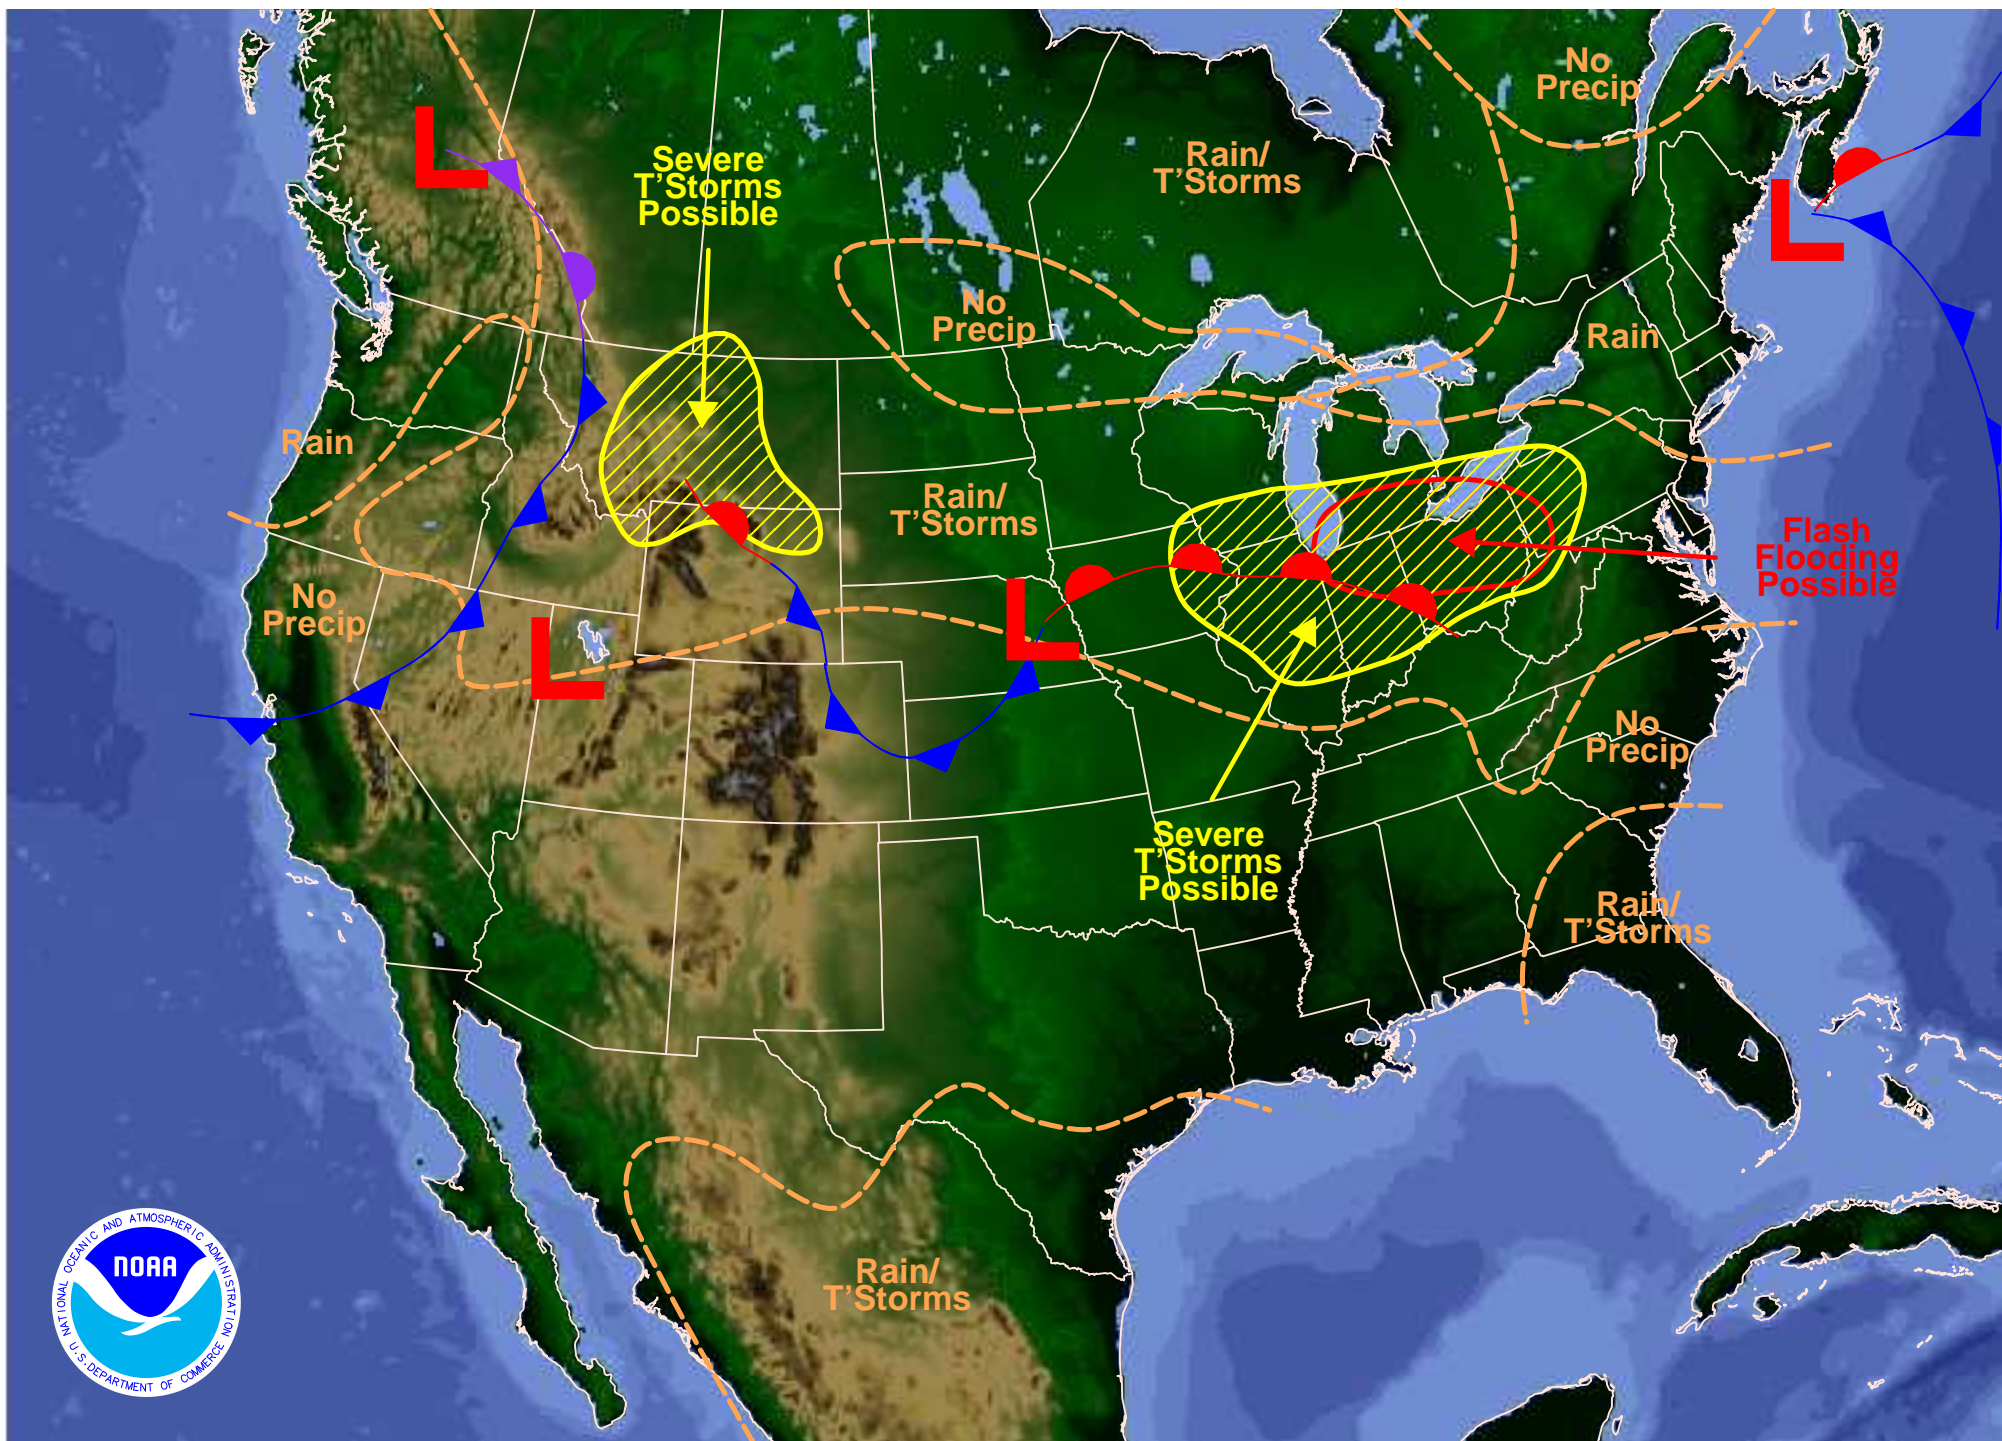 No
Precip
Severe
T'Storms
Possible
Rain/
T'Storms
No
Precip
Rain
Rain
Rain/
T'Storms
Flash
Flooding
Possible
No
Precip
No
Precip
Severe
T'Storms
Possible
Rain/
T'Storms
Rain/
T'Storms
L
L
L
L
NATIONAL OCEANIC AND ATMOSPHERIC ADMINISTRATION
NOAA
U.S. DEPARTMENT OF COMMERCE